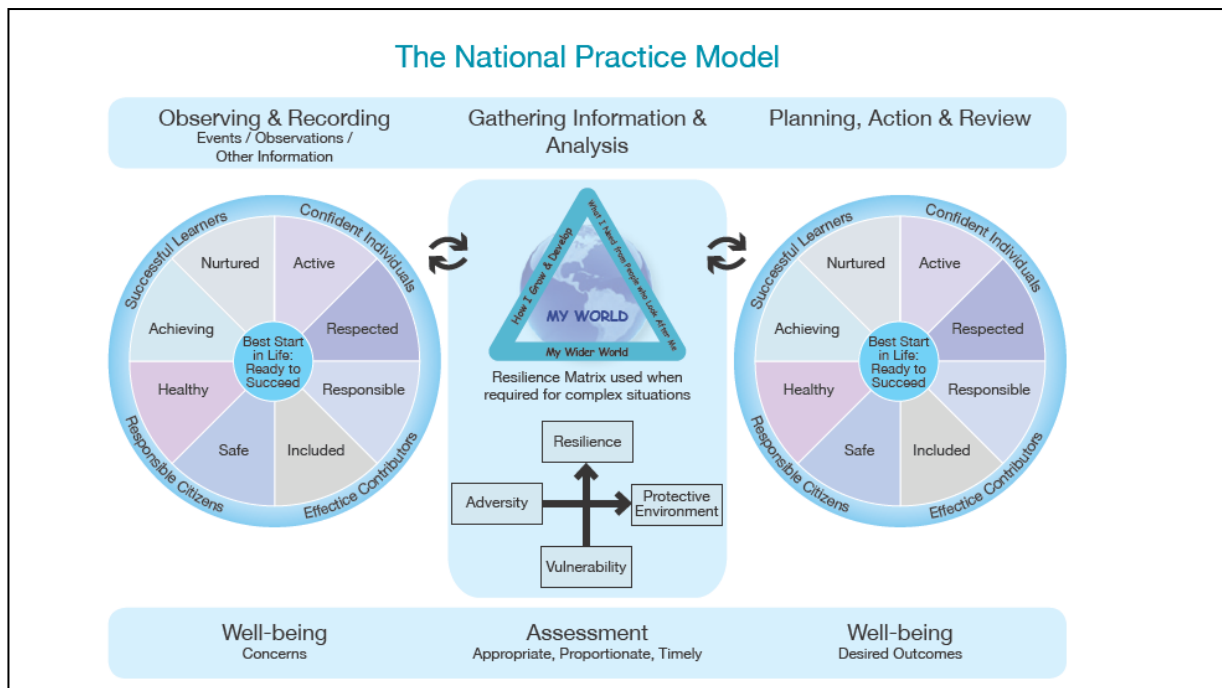 The National Practice Model
Observing & Recording
Events / Observations /
Other Information
Gathering Information &
Analysis
Planning, Action & Review
Successful Learners
Confident Individuals
Nurtured
Active
Achieving
Respected
Best Start
in Life:
Ready to
Succeed
Healthy
Responsible
Safe
Included
Responsible Citizens
Effectice Contributors
How I Grow & Develop
What I Need from People who Look After Me
MY WORLD
My Wider World
Resilience Matrix used when
required for complex situations
Resilience
Adversity
Protective
Environment
Vulnerability
Successful Learners
Confident Individuals
Nurtured
Active
Achieving
Respected
Best Start
in Life:
Ready to
Succeed
Healthy
Responsible
Safe
Included
Responsible Citizens
Effectice Contributors
Well-being
Concerns
Assessment
Appropriate, Proportionate, Timely
Well-being
Desired Outcomes